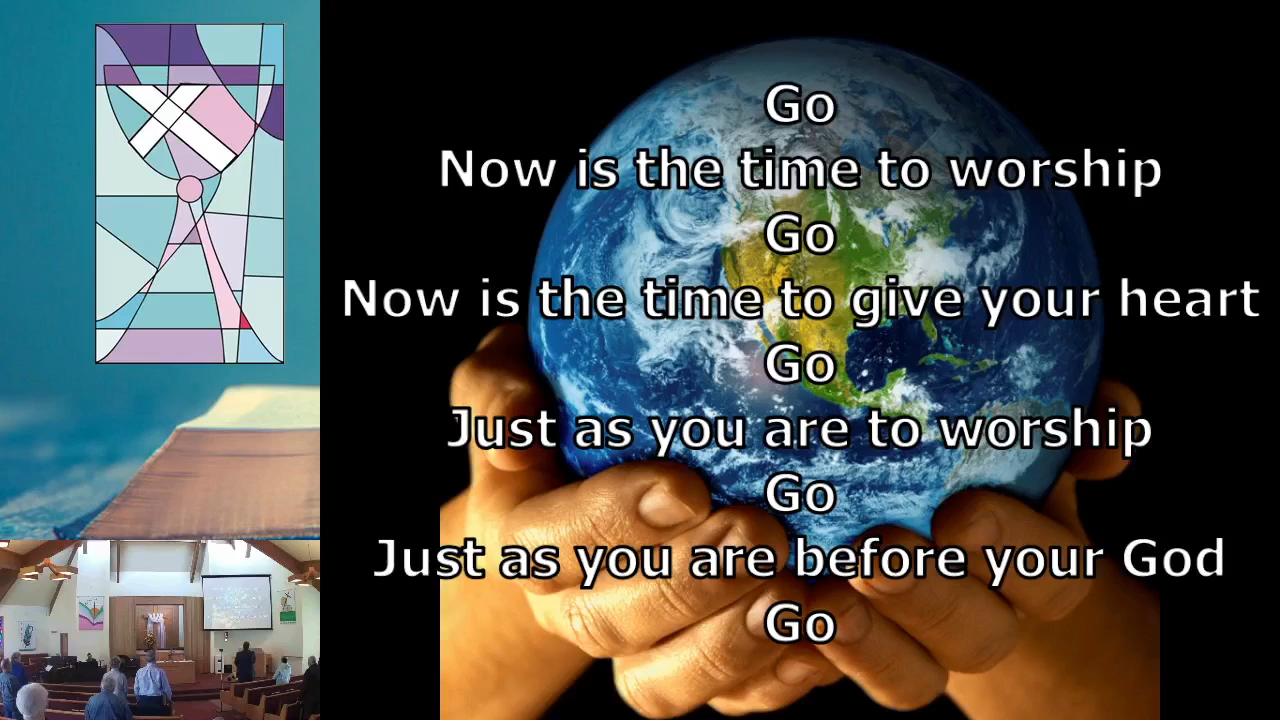 Go
Now is the time to worship
Go
Now is the time to give your heart
Go
Just as you are to worship
Go
Just as you are before your God
Go